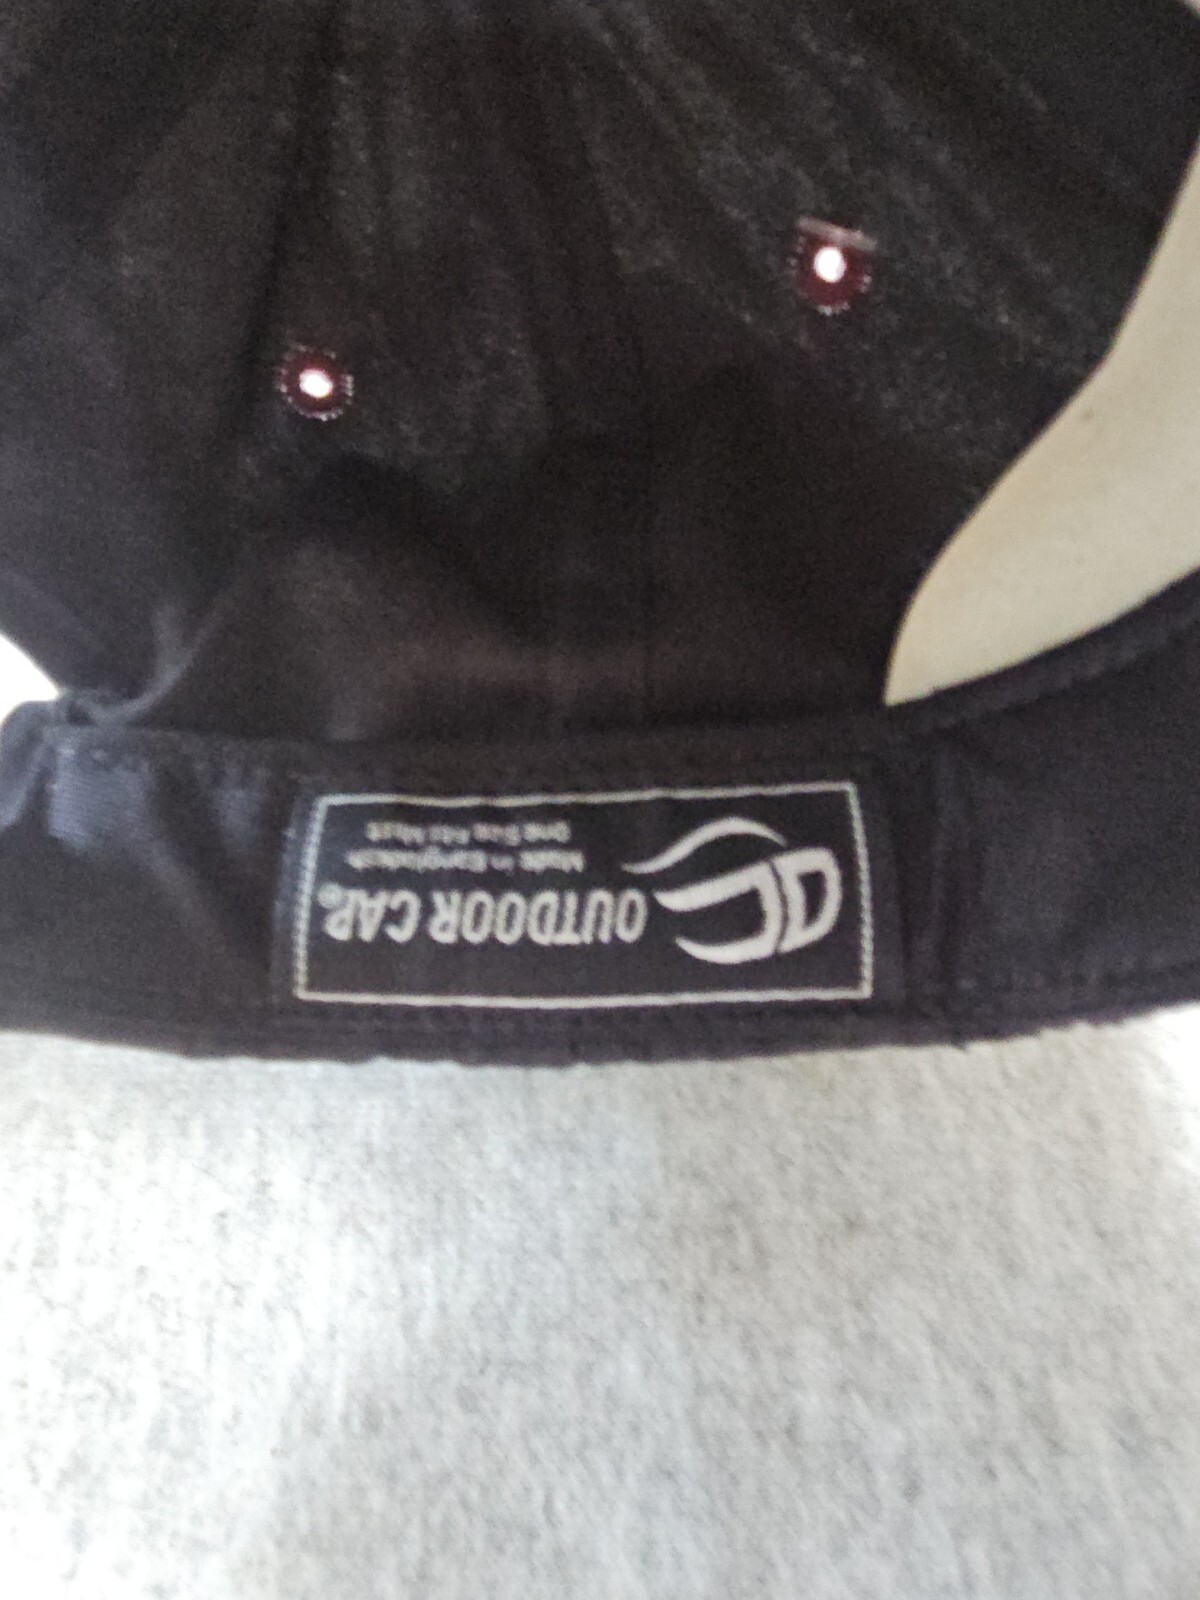 OUTDOOR CAP®
Made in Bangladesh
One Size Fits Most